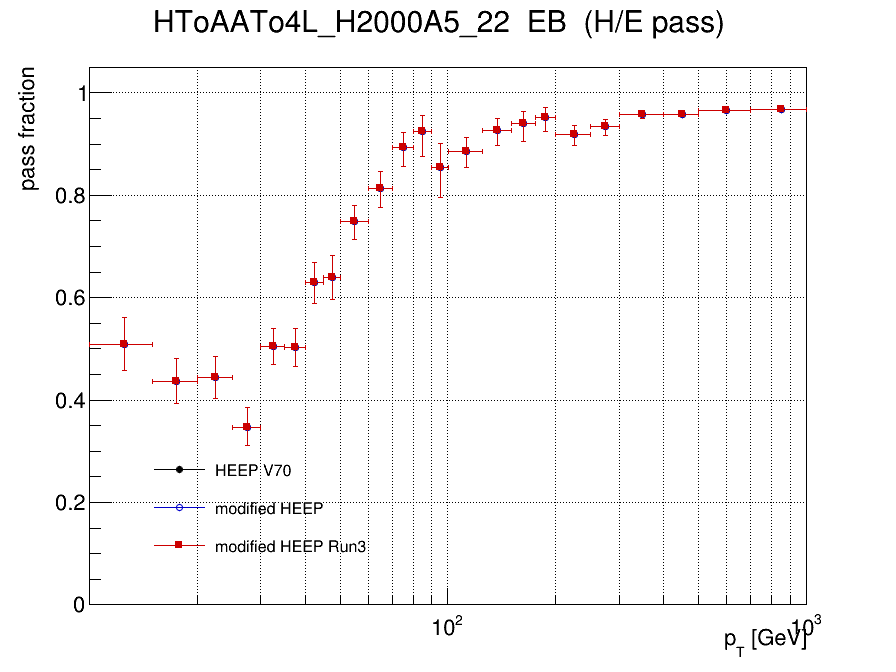 HToAATo4L_H2000A5_22 EB (H/E pass)
pass fraction
1
0.8
0.6
0.4
0.2
0
HEEP V70
modified HEEP
modified HEEP Run3
10²
10³
p_T [GeV]